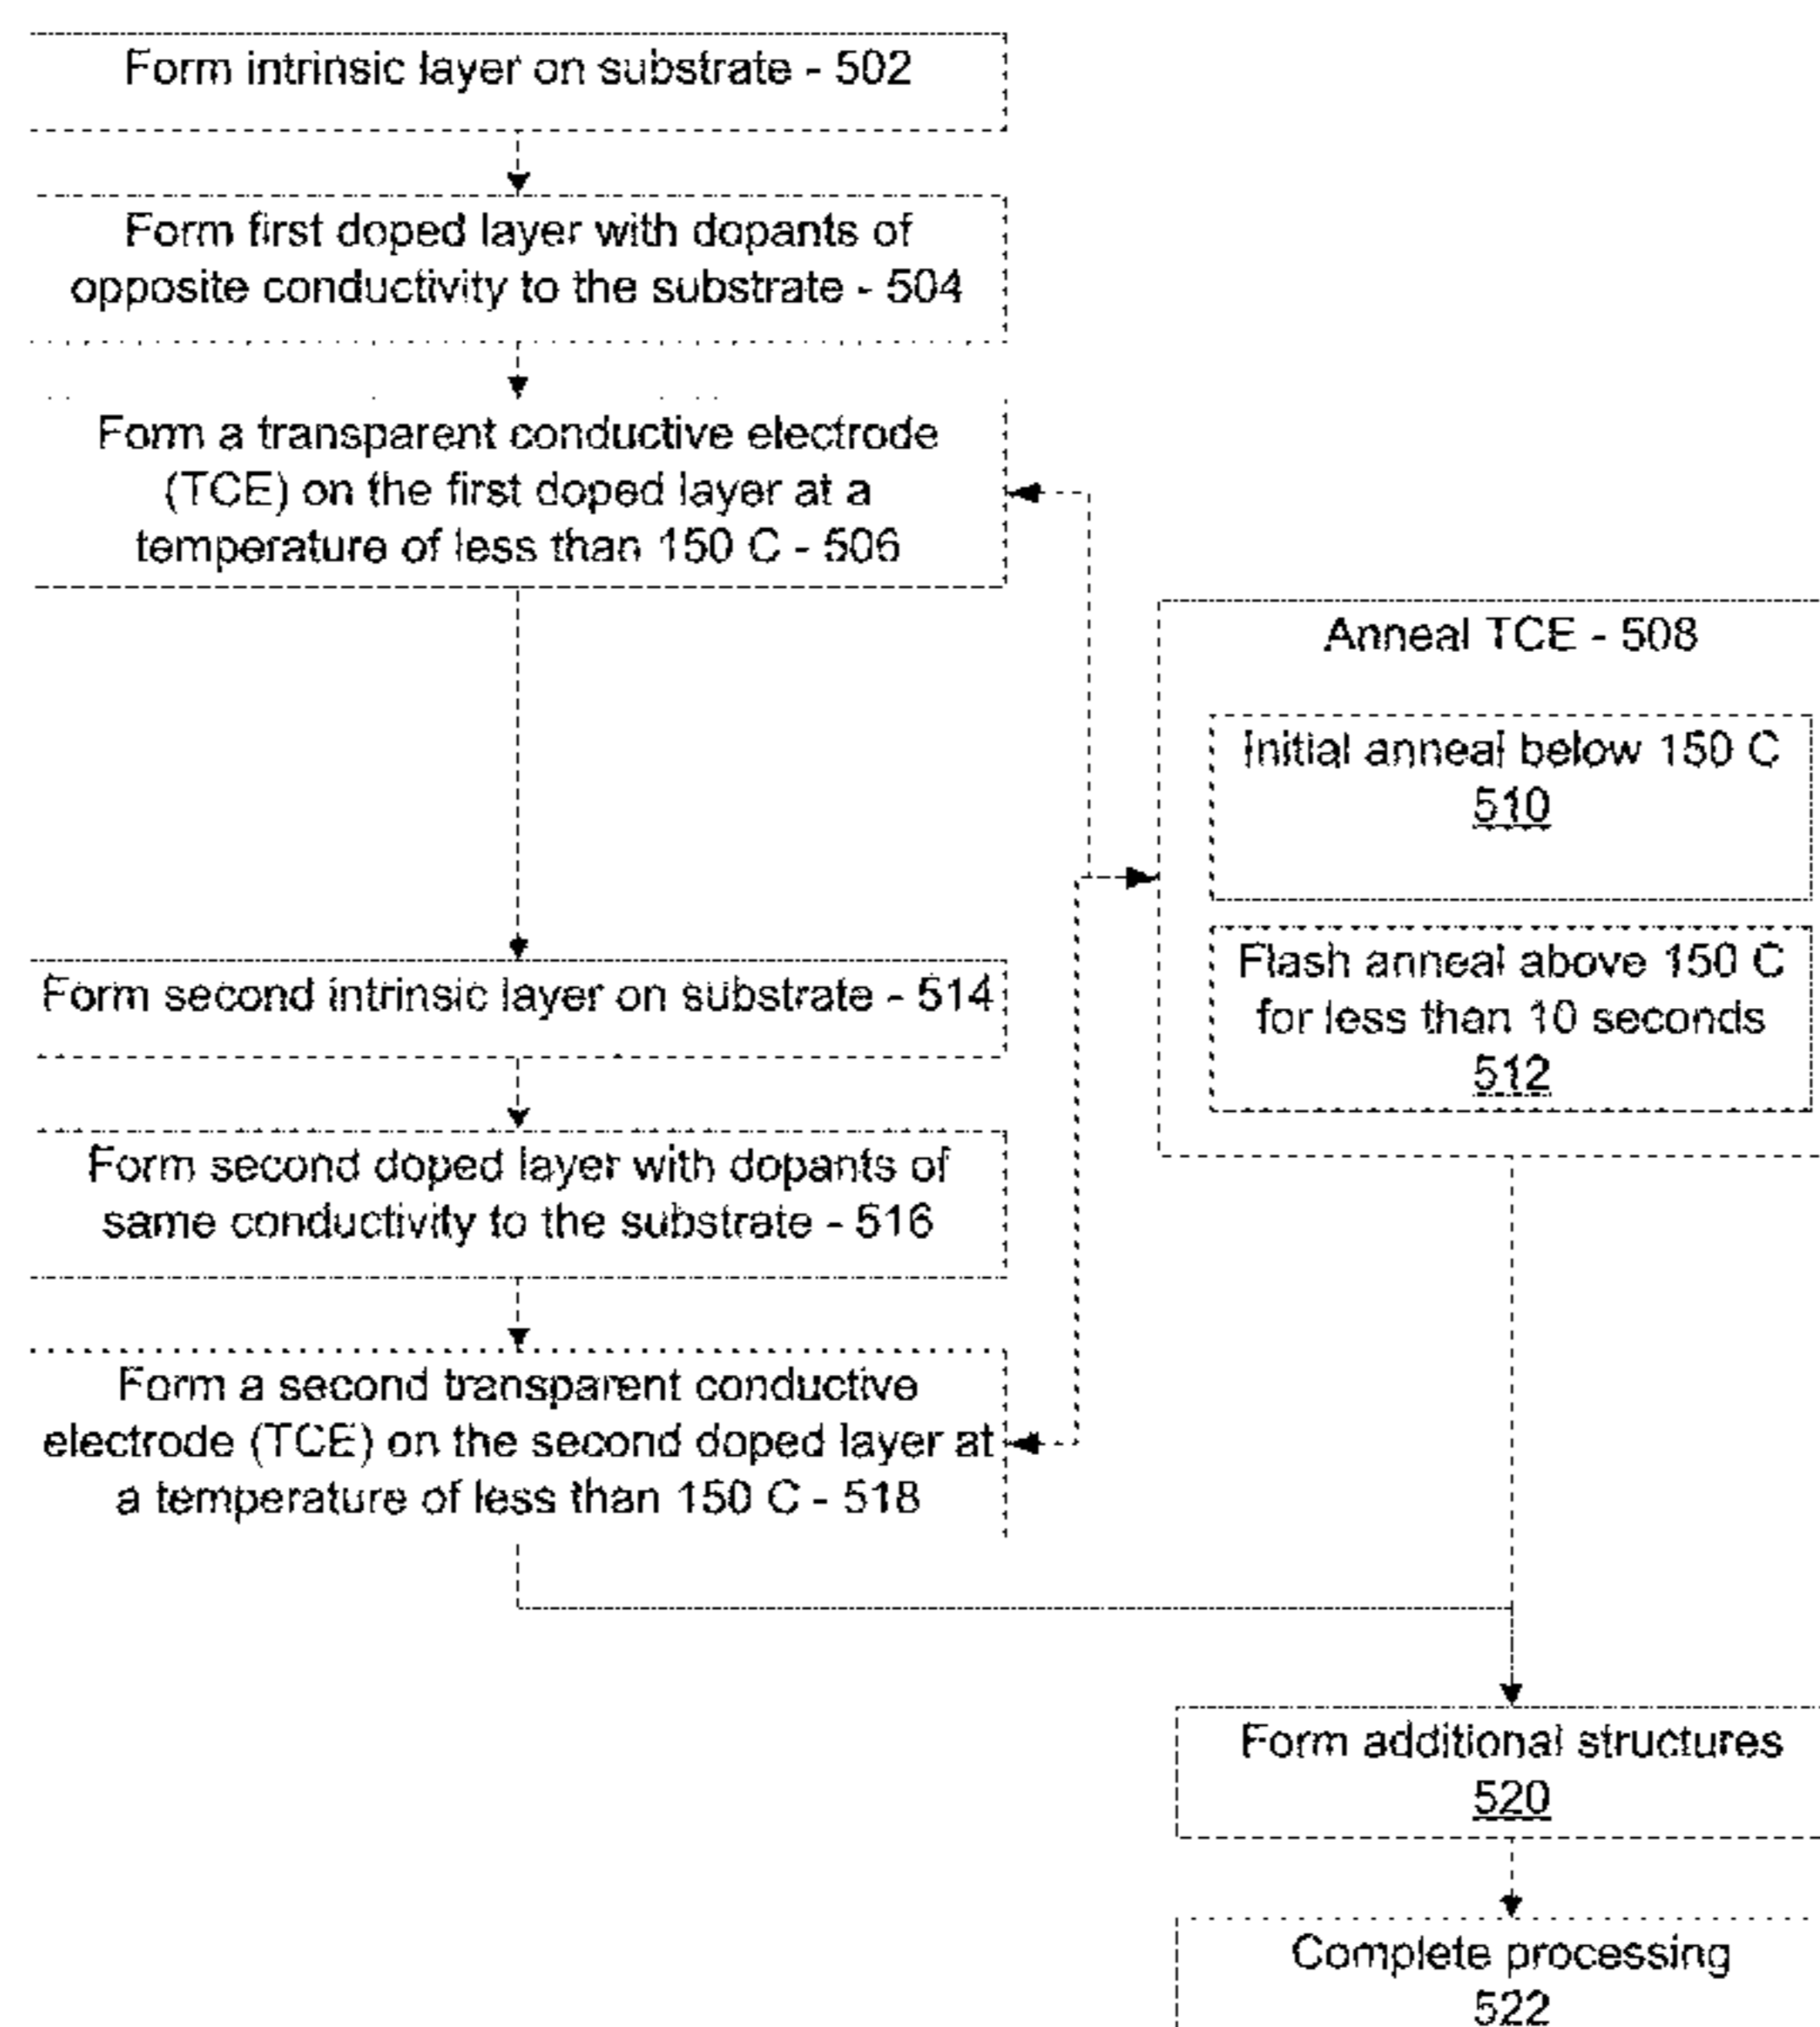 Form intrinsic layer on substrate - 502
Form first doped layer with dopants of
opposite conductivity to the substrate - 504
Form a transparent conductive electrode
(TCE) on the first doped layer at a
temperature of less than 150 C - 506
Anneal TCE - 508
Initial anneal below 150 C
510
Flash anneal above 150 C
for less than 10 seconds
512
Form second intrinsic layer on substrate - 514
Form second doped layer with dopants of
same conductivity to the substrate - 516
Form a second transparent conductive
electrode (TCE) on the second doped layer at
a temperature of less than 150 C - 518
Form additional structures
520
Complete processing
522